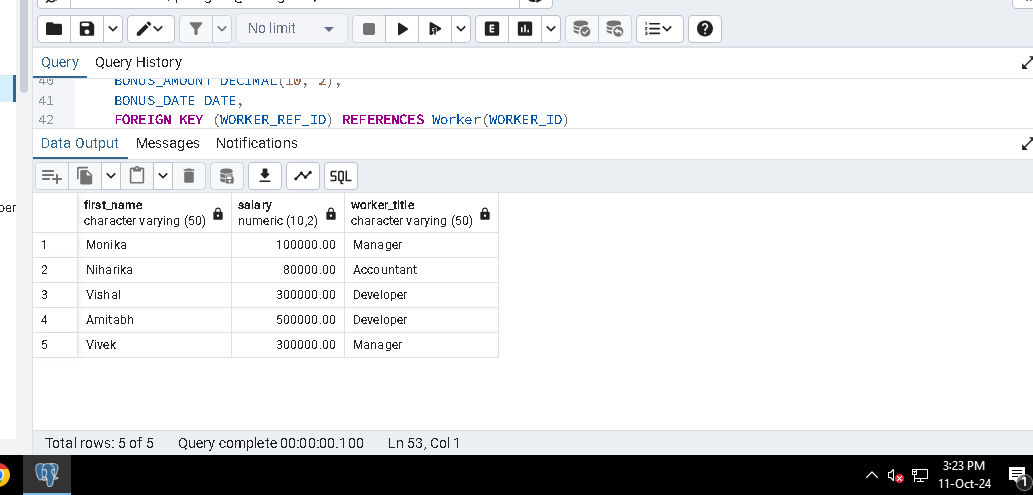 No limit
E
Query Query History
40 BONUS_AMOUNT DECIMAL(10, 2),
41 BONUS_DATE DATE,
42 FOREIGN KEY (WORKER_REF_ID) REFERENCES Worker(WORKER_ID)
Data Output Messages Notifications
SQL
first_name salary worker_title
character varying (50) numeric (10,2) character varying (50)
1 Monika 100000.00 Manager
2 Niharika 80000.00 Accountant
3 Vishal 300000.00 Developer
4 Amitabh 500000.00 Developer
5 Vivek 300000.00 Manager
Total rows: 5 of 5 Query complete 00:00:00.100 Ln 53, Col 1
3:23 PM
11-Oct-24
1